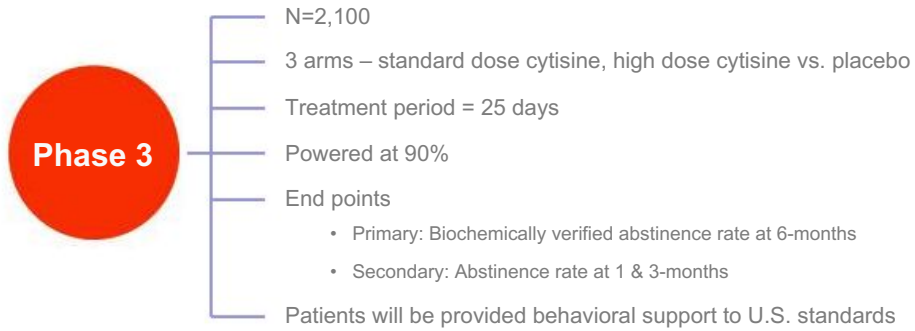 Phase 3
N=2,100
3 arms – standard dose cytisine, high dose cytisine vs. placebo
Treatment period = 25 days
Powered at 90%
End points
• Primary: Biochemically verified abstinence rate at 6-months
• Secondary: Abstinence rate at 1 & 3-months
Patients will be provided behavioral support to U.S. standards